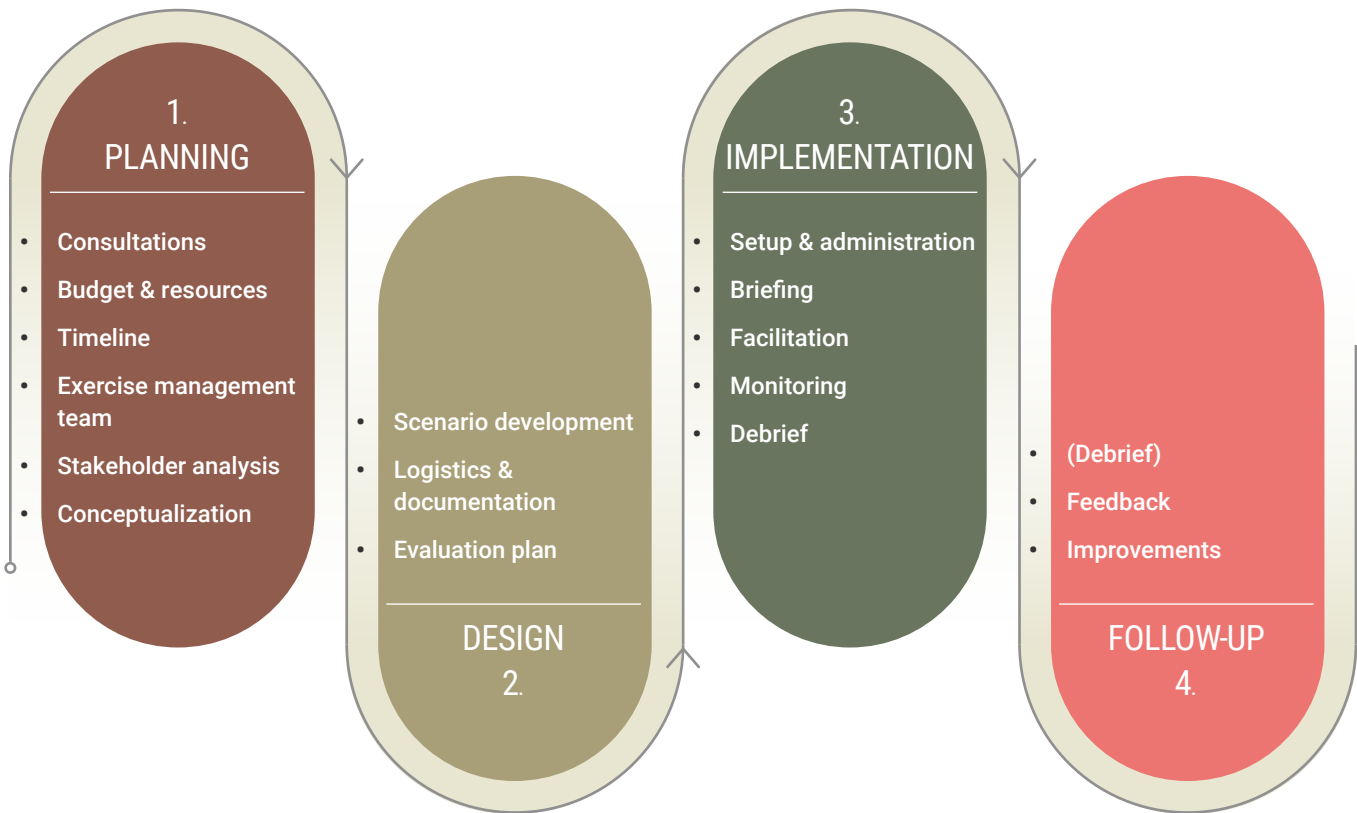 1.
PLANNING
• Consultations
• Budget & resources
• Timeline
• Exercise management
team
• Stakeholder analysis
• Conceptualization
• Scenario development
• Logistics &
documentation
• Evaluation plan
DESIGN
2.
3.
IMPLEMENTATION
• Setup & administration
• Briefing
• Facilitation
• Monitoring
• Debrief
• (Debrief)
• Feedback
• Improvements
FOLLOW-UP
4.